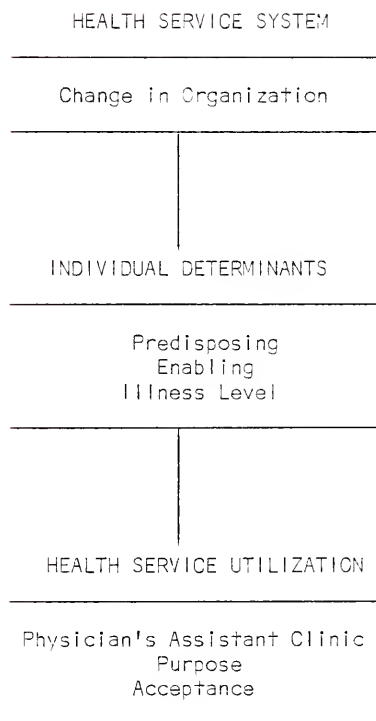 HEALTH SERVICE SYSTEM
Change in Organization
INDIVIDUAL DETERMINANTS
Predisposing
Enabling
Illness Level
HEALTH SERVICE UTILIZATION
Physician's Assistant Clinic
Purpose
Acceptance